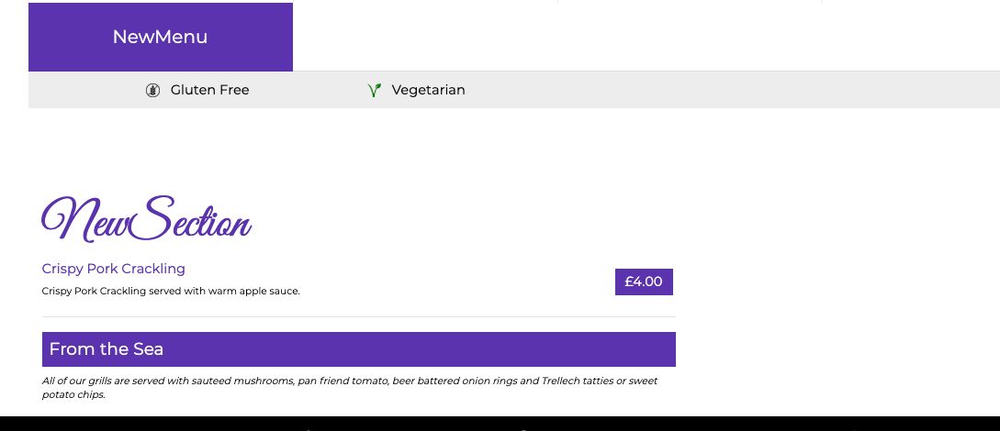 NewMenu
Gluten Free
Vegetarian
NewSection
Crispy Pork Crackling
Crispy Pork Crackling served with warm apple sauce.
£4.00
From the Sea
All of our grills are served with sauteed mushrooms, pan friend tomato, beer battered onion rings and Trellech tatties or sweet
potato chips.